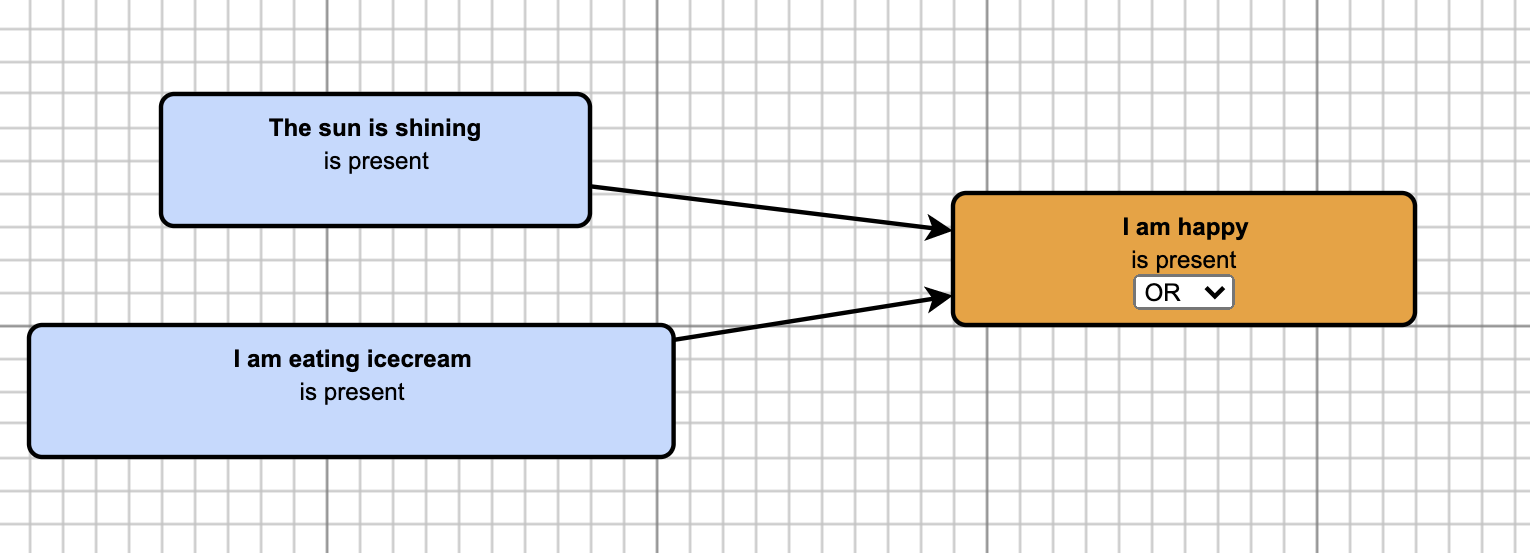 The sun is shining
is present
I am eating icecream
is present
I am happy
is present
OR